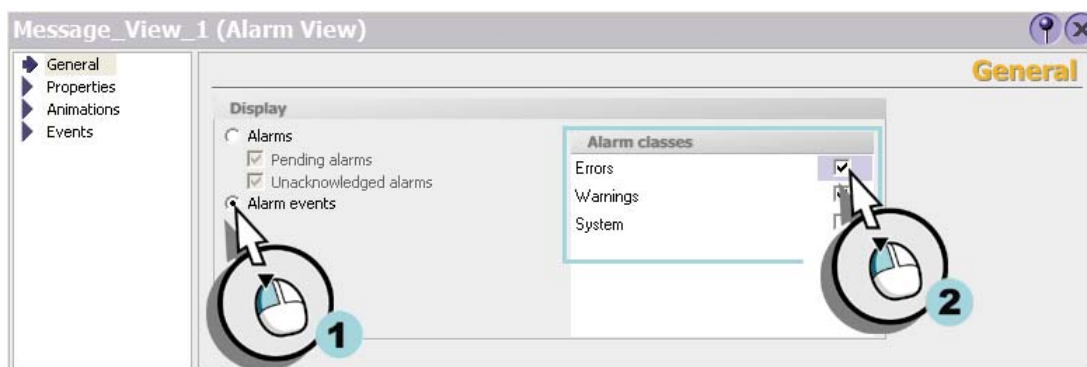 Message_View_1 (Alarm View)
General
Properties
Animations
Events
General
Display
Alarms
Pending alarms
Unacknowledged alarms
Alarm events
Alarm classes
Errors
Warnings
System
1
2